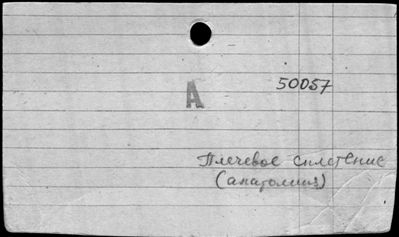 50057
А
Плечевое сплетение
(анатомия)